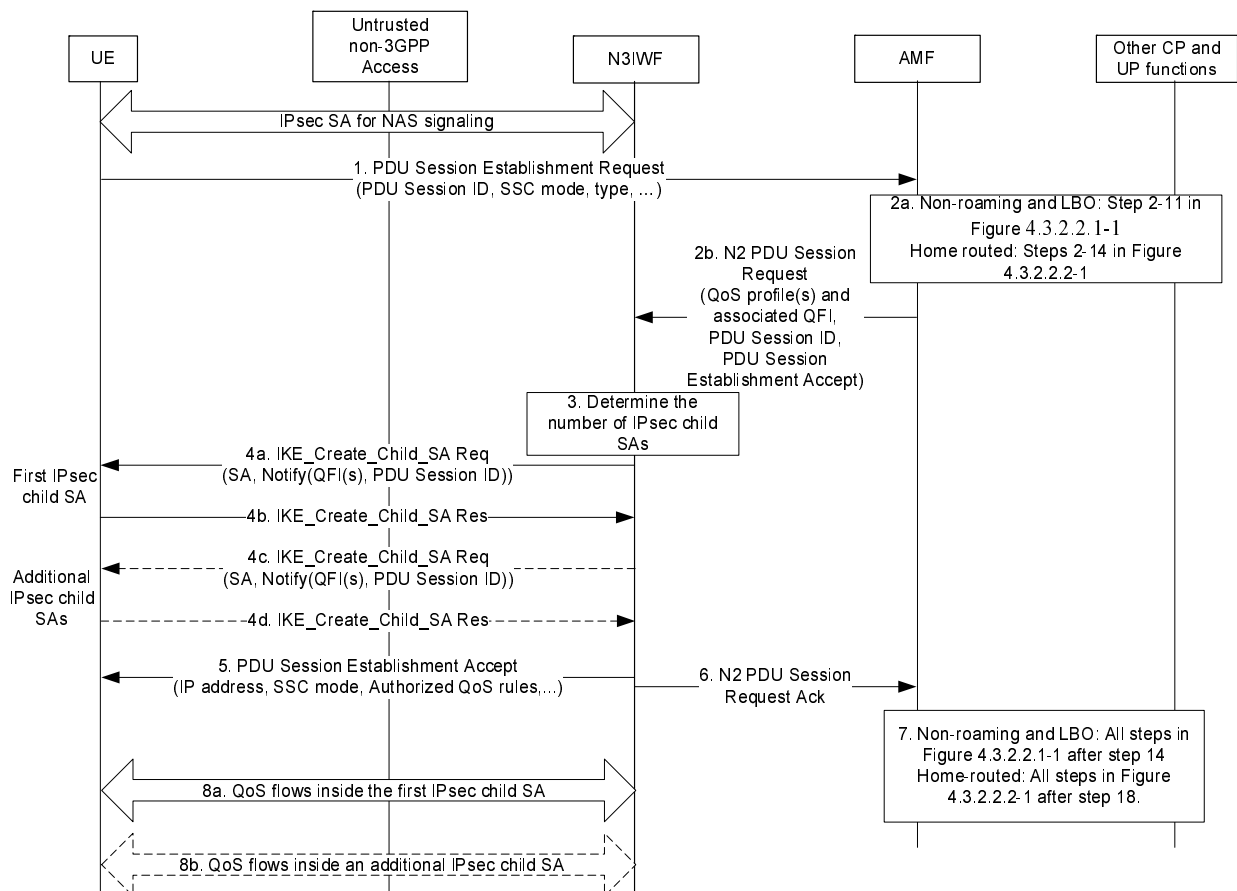 UE
Untrusted
non-3GPP
Access
N3IWF
AMF
Other CP and
UP functions
IPsec SA for NAS signaling
1. PDU Session Establishment Request
(PDU Session ID, SSC mode, type, ...)
2a. Non-roaming and LBO: Step 2-11 in
Figure 4.3.2.2.1-1
Home routed: Steps 2-14 in Figure
4.3.2.2.2-1
2b. N2 PDU Session
Request
(QoS profile(s) and
associated QFI,
PDU Session ID,
PDU Session
Establishment Accept)
3. Determine the
number of IPsec child
SAs
First IPsec
child SA
4a. IKE_Create_Child_SA Req
(SA, Notify(QFI(s), PDU Session ID))
4b. IKE_Create_Child_SA Res
Additional
IPsec child
SAs
4c. IKE_Create_Child_SA Req
(SA, Notify(QFI(s), PDU Session ID))
4d. IKE_Create_Child_SA Res
5. PDU Session Establishment Accept
(IP address, SSC mode, Authorized QoS rules,...)
6. N2 PDU Session
Request Ack
7. Non-roaming and LBO: All steps in
Figure 4.3.2.2.1-1 after step 14
Home-routed: All steps in Figure
4.3.2.2.2-1 after step 18.
8a. QoS flows inside the first IPsec child SA
8b. QoS flows inside an additional IPsec child SA